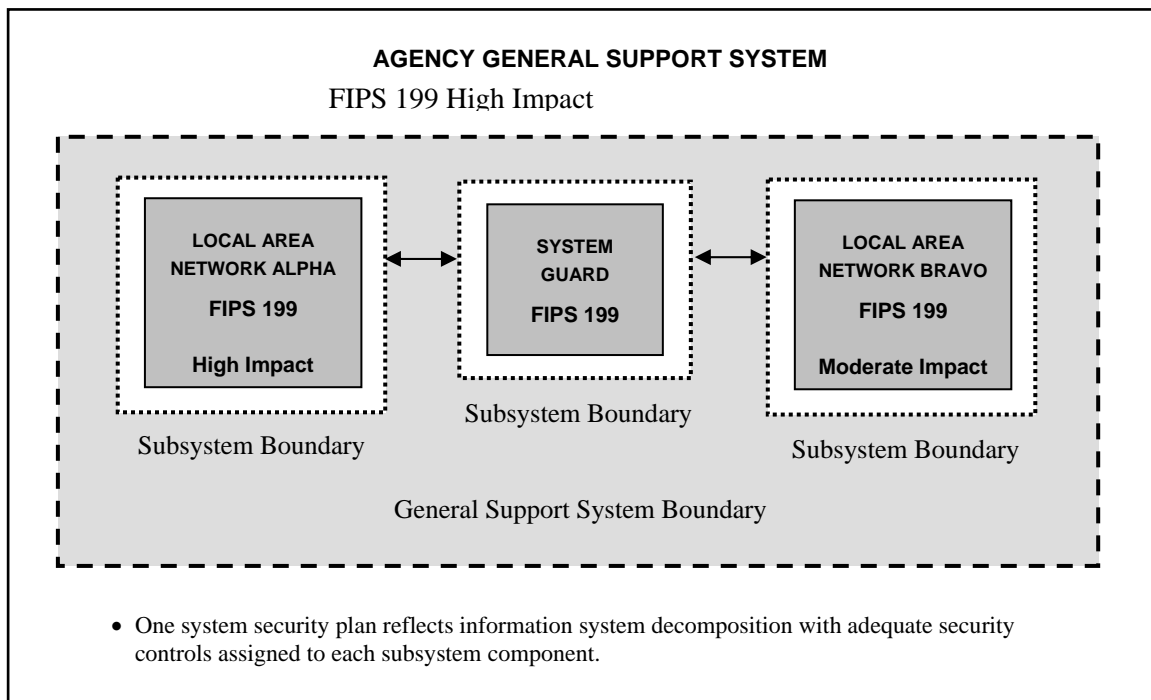 AGENCY GENERAL SUPPORT SYSTEM
FIPS 199 High Impact
LOCAL AREA
NETWORK ALPHA
FIPS 199
High Impact
SYSTEM
GUARD
FIPS 199
LOCAL AREA
NETWORK BRAVO
FIPS 199
Moderate Impact
Subsystem Boundary
Subsystem Boundary
Subsystem Boundary
General Support System Boundary
• One system security plan reflects information system decomposition with adequate security
controls assigned to each subsystem component.